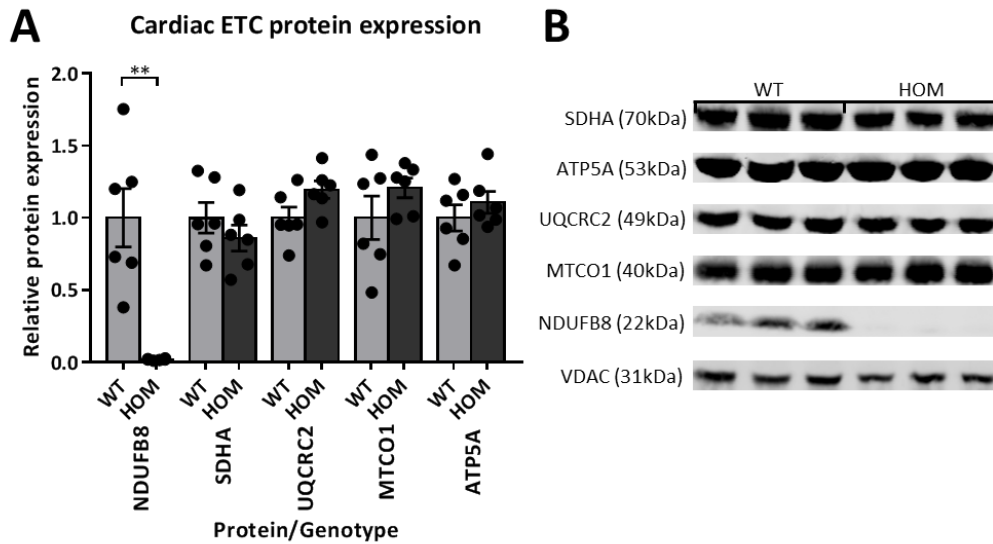 A
Cardiac ETC protein expression
Relative protein expression
2.0
1.5
1.0
0.5
0.0
**
WT
HOM
WT
HOM
WT
HOM
WT
HOM
WT
HOM
NDUFB8
SDHA
UQCRC2
MTCO1
ATP5A
Protein/Genotype
B
WT HOM
SDHA (70kDa)
ATP5A (53kDa)
UQCRC2 (49kDa)
MTCO1 (40kDa)
NDUFB8 (22kDa)
VDAC (31kDa)